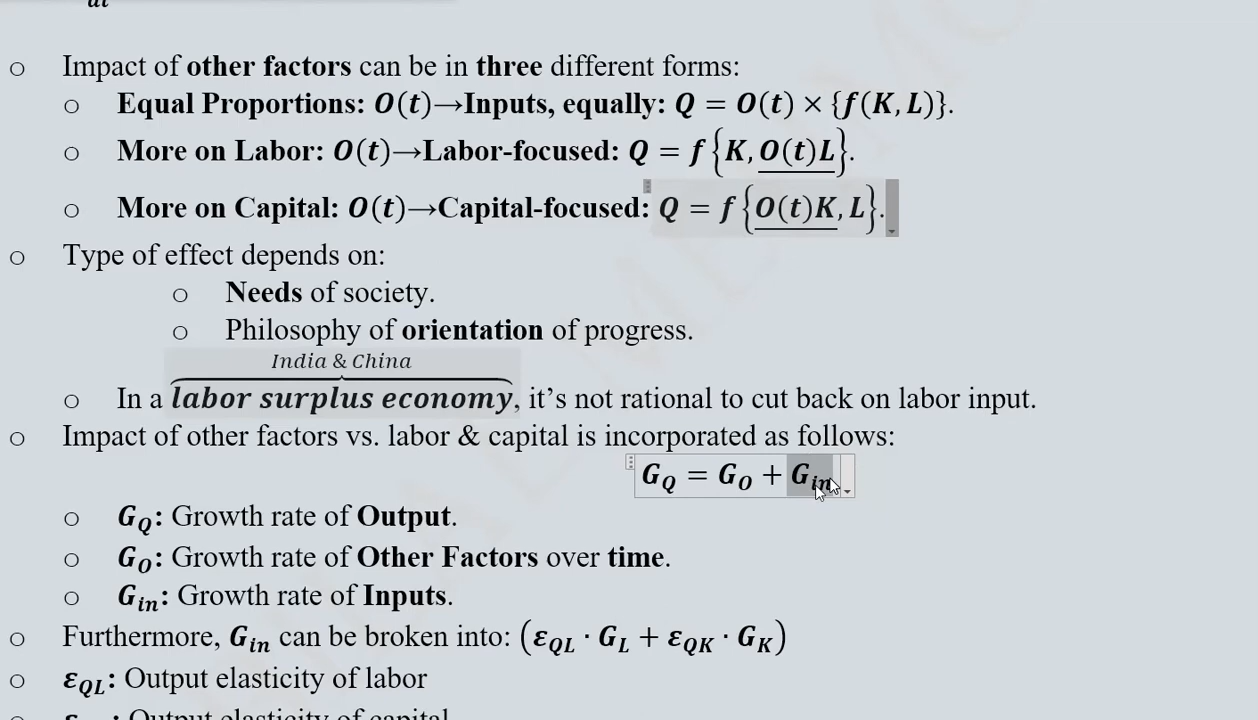 dt
○ Impact of other factors can be in three different forms:
○ Equal Proportions: O(t)→Inputs, equally: Q = O(t) × {f(K, L)}.
○ More on Labor: O(t)→Labor-focused: Q = f{K, O(t)L}.
○ More on Capital: O(t)→Capital-focused: Q = f{O(t)K, L}.
○ Type of effect depends on:
○ Needs of society.
○ Philosophy of orientation of progress.
India & China
○ In a labor surplus economy, it’s not rational to cut back on labor input.
○ Impact of other factors vs. labor & capital is incorporated as follows:
G_Q = G_O + G_in
○ G_Q: Growth rate of Output.
○ G_O: Growth rate of Other Factors over time.
○ G_in: Growth rate of Inputs.
○ Furthermore, G_in can be broken into: (ε_QL · G_L + ε_QK · G_K)
○ ε_QL: Output elasticity of labor
: Output elasticity of capital